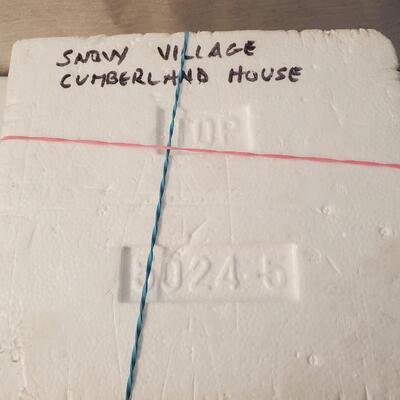 SNOW VILLAGE
CUMBERLAND HOUSE
TOP
5024-5